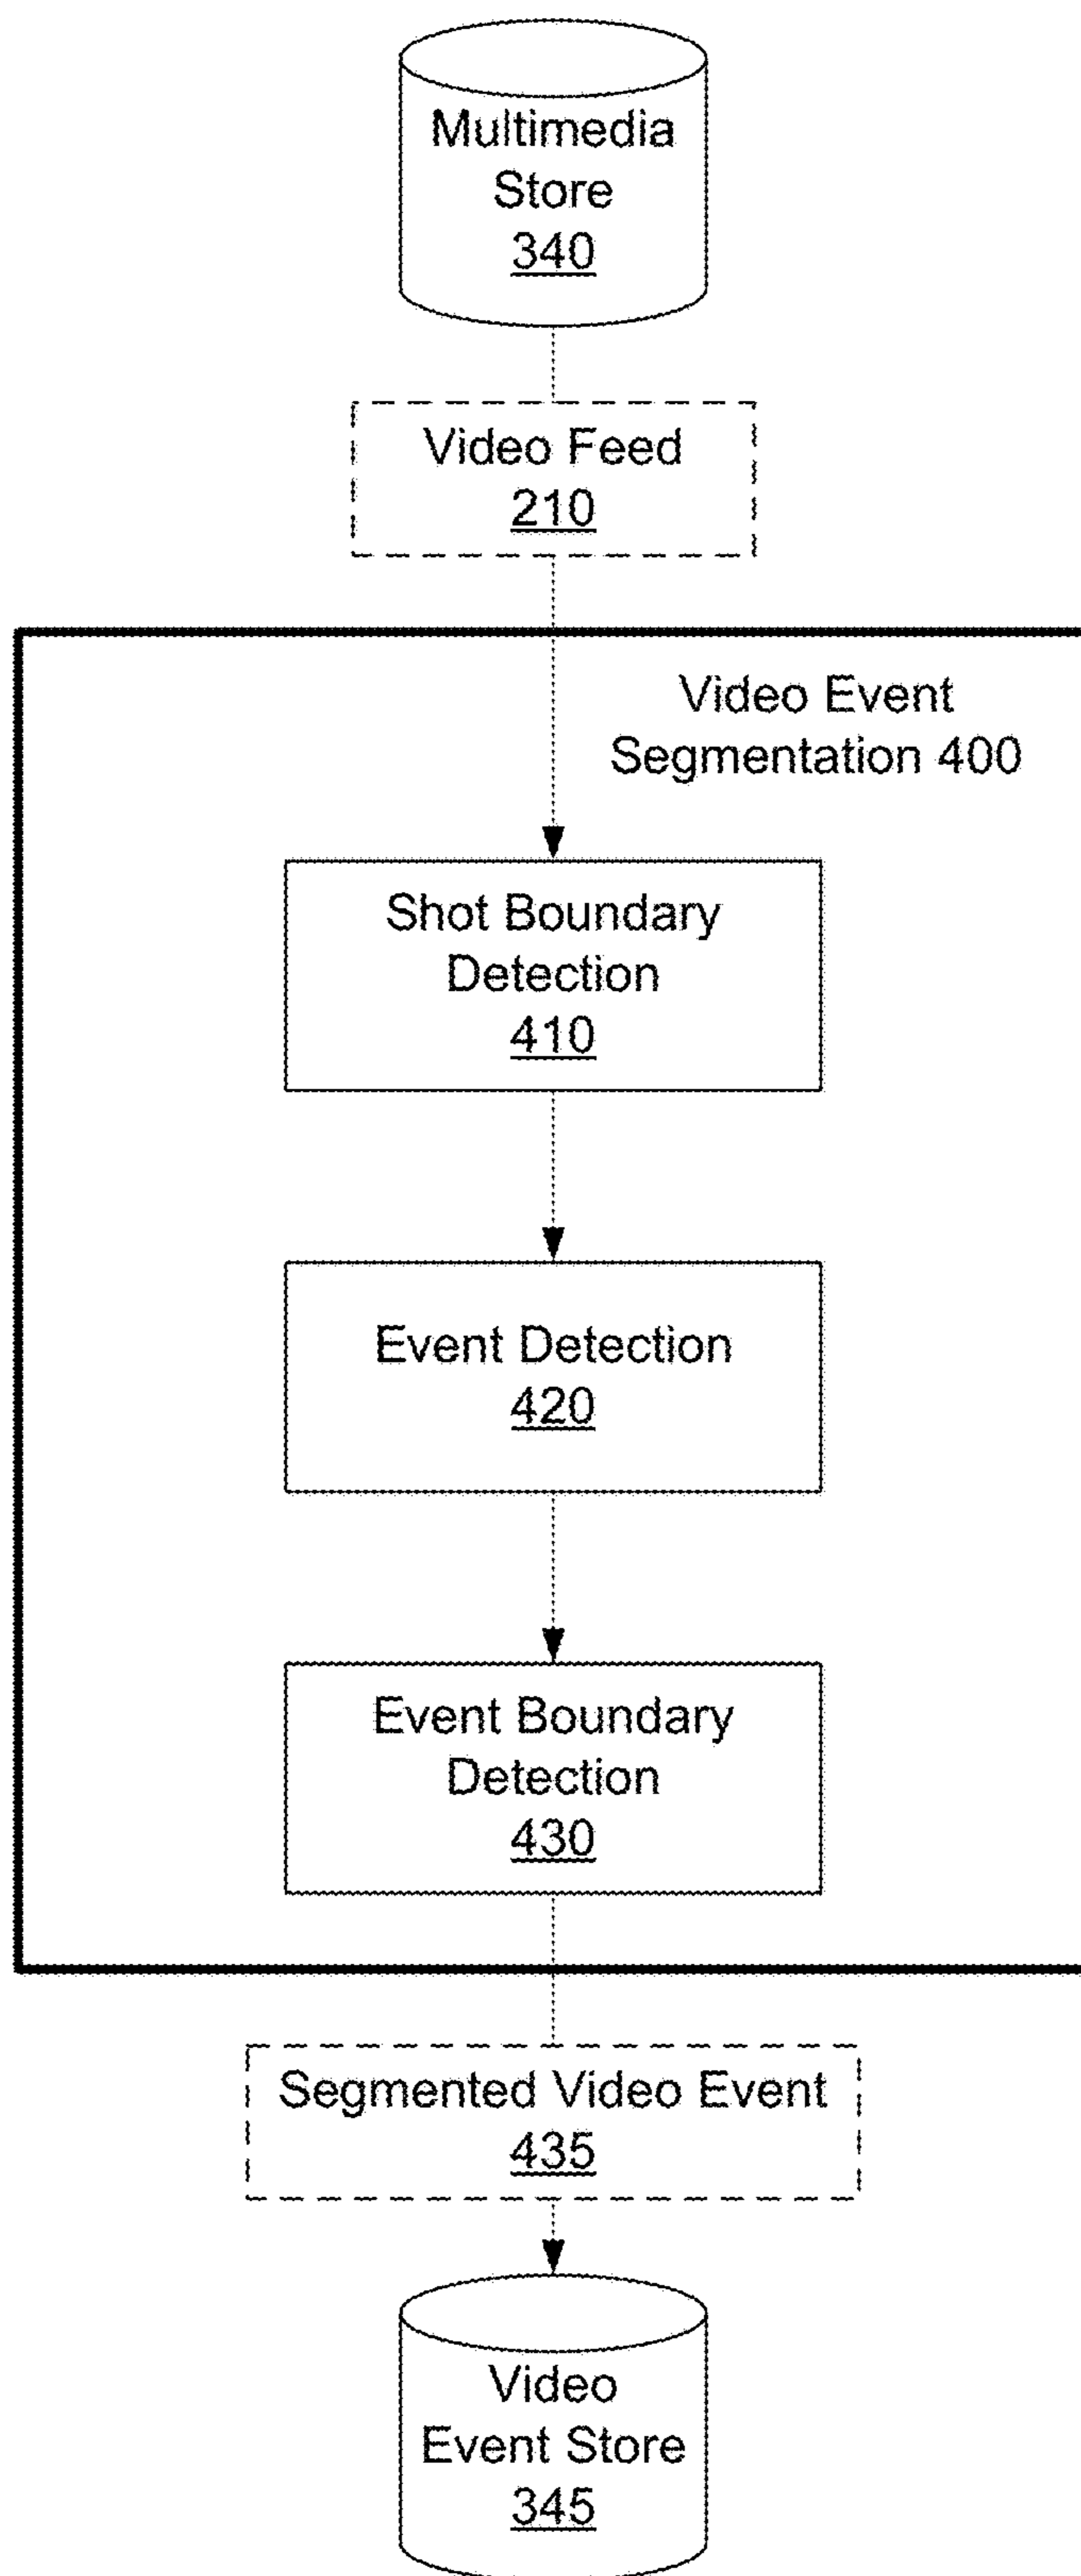 Multimedia
Store
340
Video Feed
210
Video Event
Segmentation 400
Shot Boundary
Detection
410
Event Detection
420
Event Boundary
Detection
430
Segmented Video Event
435
Video
Event Store
345